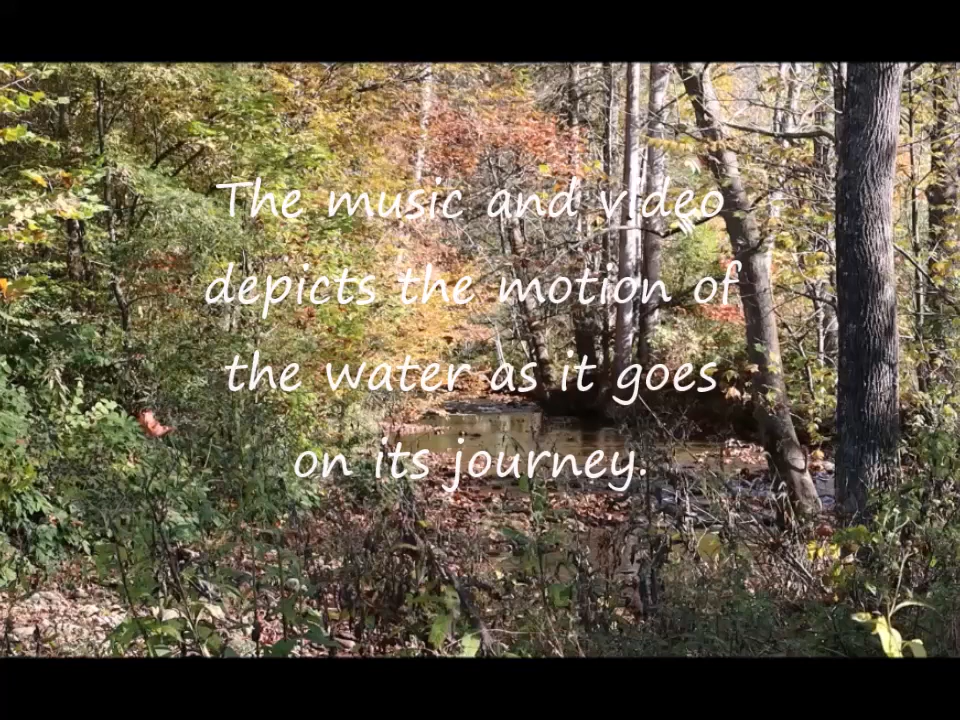 The music and video
depicts the motion of
the water as it goes
on its journey.